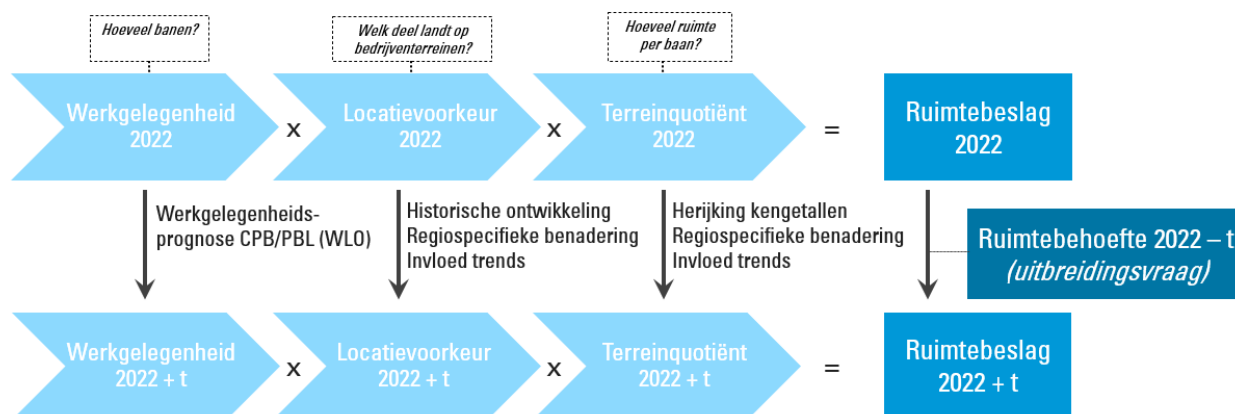 Hoeveel banen?
Welk deel landt op
bedrijventerreinen?
Hoeveel ruimte
per baan?
Werkgelegenheid
2022
x
Locatievoorkeur
2022
x
Terreinquotiënt
2022
=
Ruimtebeslag
2022
Werkgelegenheids-
prognose CPB/PBL (WLO)
Historische ontwikkeling
Regiospecifieke benadering
Invloed trends
Herijking kengetallen
Regiospecifieke benadering
Invloed trends
Ruimtebehoefte 2022 – t
(uitbreidingsvraag)
Werkgelegenheid
2022 + t
x
Locatievoorkeur
2022 + t
x
Terreinquotiënt
2022 + t
=
Ruimtebeslag
2022 + t